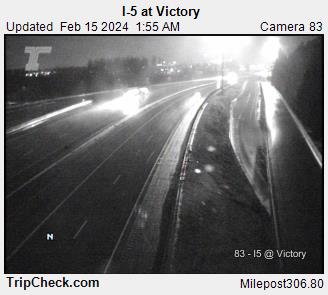 I-5 at Victory
Updated Feb 15 2024 1:55 AM Camera 83
T
N
83 - I5 @ Victory
TripCheck.com Milepost306.80